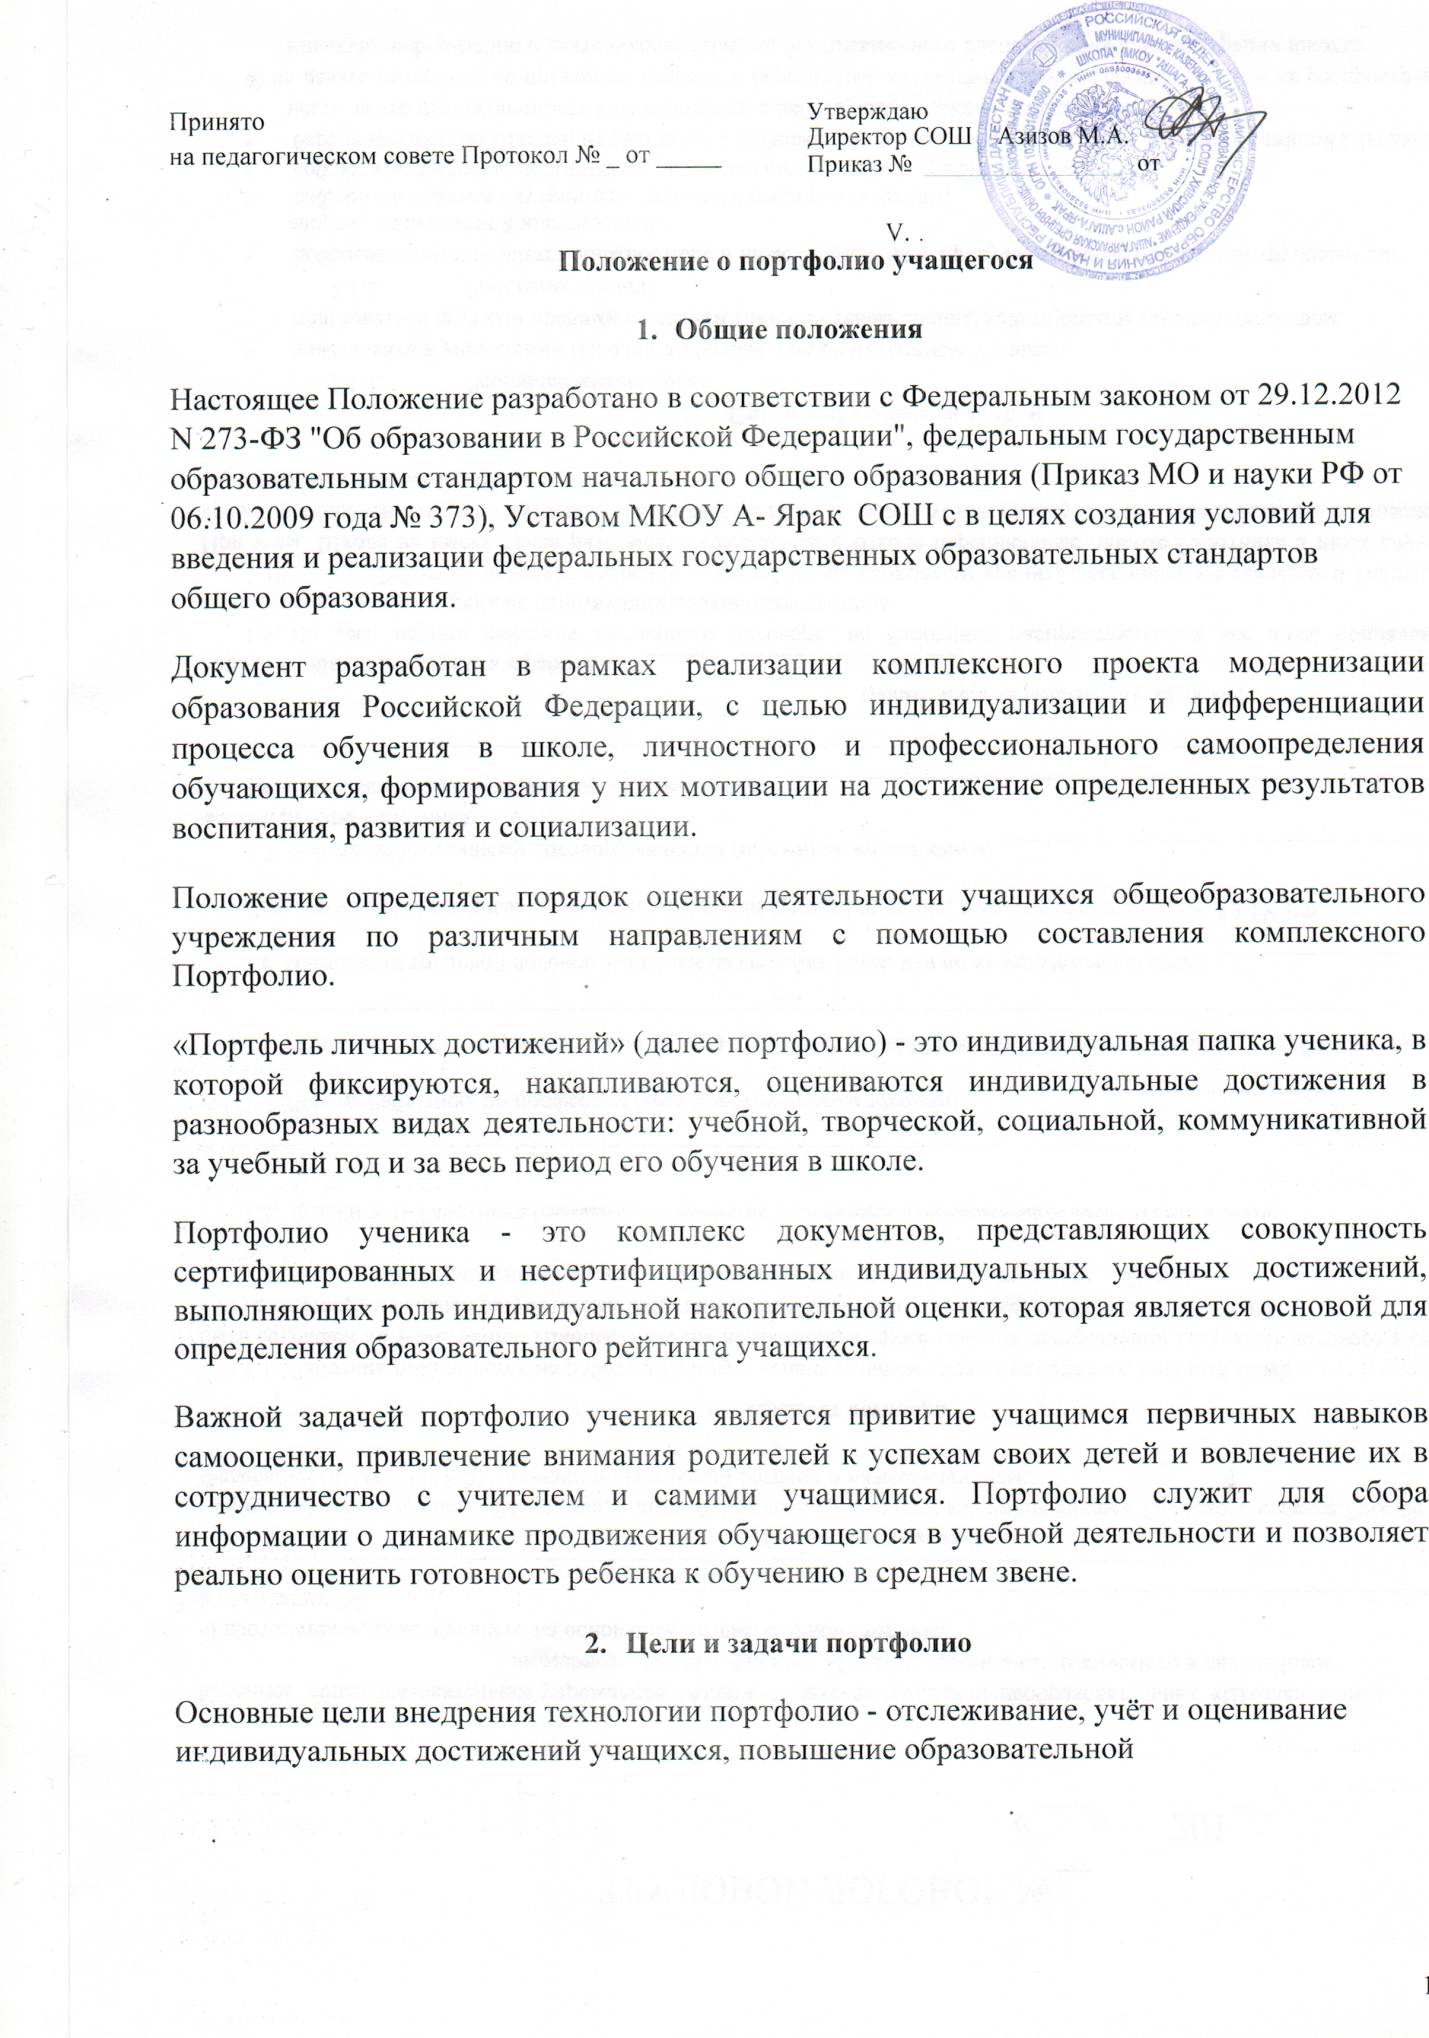 Принято
на педагогическом совете Протокол № _ от _____
Утверждаю
Директор СОШ Азизов М.А.
Приказ № ________________ от
V. .
Положение о портфолио учащегося
1. Общие положения
Настоящее Положение разработано в соответствии с Федеральным законом от 29.12.2012
N 273-ФЗ "Об образовании в Российской Федерации", федеральным государственным
образовательным стандартом начального общего образования (Приказ МО и науки РФ от
06.10.2009 года № 373), Уставом МКОУ А- Ярак СОШ с в целях создания условий для
введения и реализации федеральных государственных образовательных стандартов
общего образования.
Документ разработан в рамках реализации комплексного проекта модернизации
образования Российской Федерации, с целью индивидуализации и дифференциации
процесса обучения в школе, личностного и профессионального самоопределения
обучающихся, формирования у них мотивации на достижение определенных результатов
воспитания, развития и социализации.
Положение определяет порядок оценки деятельности учащихся общеобразовательного
учреждения по различным направлениям с помощью составления комплексного
Портфолио.
«Портфель личных достижений» (далее портфолио) - это индивидуальная папка ученика, в
которой фиксируются, накапливаются, оцениваются индивидуальные достижения в
разнообразных видах деятельности: учебной, творческой, социальной, коммуникативной
за учебный год и за весь период его обучения в школе.
Портфолио ученика - это комплекс документов, представляющих совокупность
сертифицированных и несертифицированных индивидуальных учебных достижений,
выполняющих роль индивидуальной накопительной оценки, которая является основой для
определения образовательного рейтинга учащихся.
Важной задачей портфолио ученика является привитие учащимся первичных навыков
самооценки, привлечение внимания родителей к успехам своих детей и вовлечение их в
сотрудничество с учителем и самими учащимися. Портфолио служит для сбора
информации о динамике продвижения обучающегося в учебной деятельности и позволяет
реально оценить готовность ребенка к обучению в среднем звене.
2. Цели и задачи портфолио
Основные цели внедрения технологии портфолио - отслеживание, учёт и оценивание
индивидуальных достижений учащихся, повышение образовательной
1